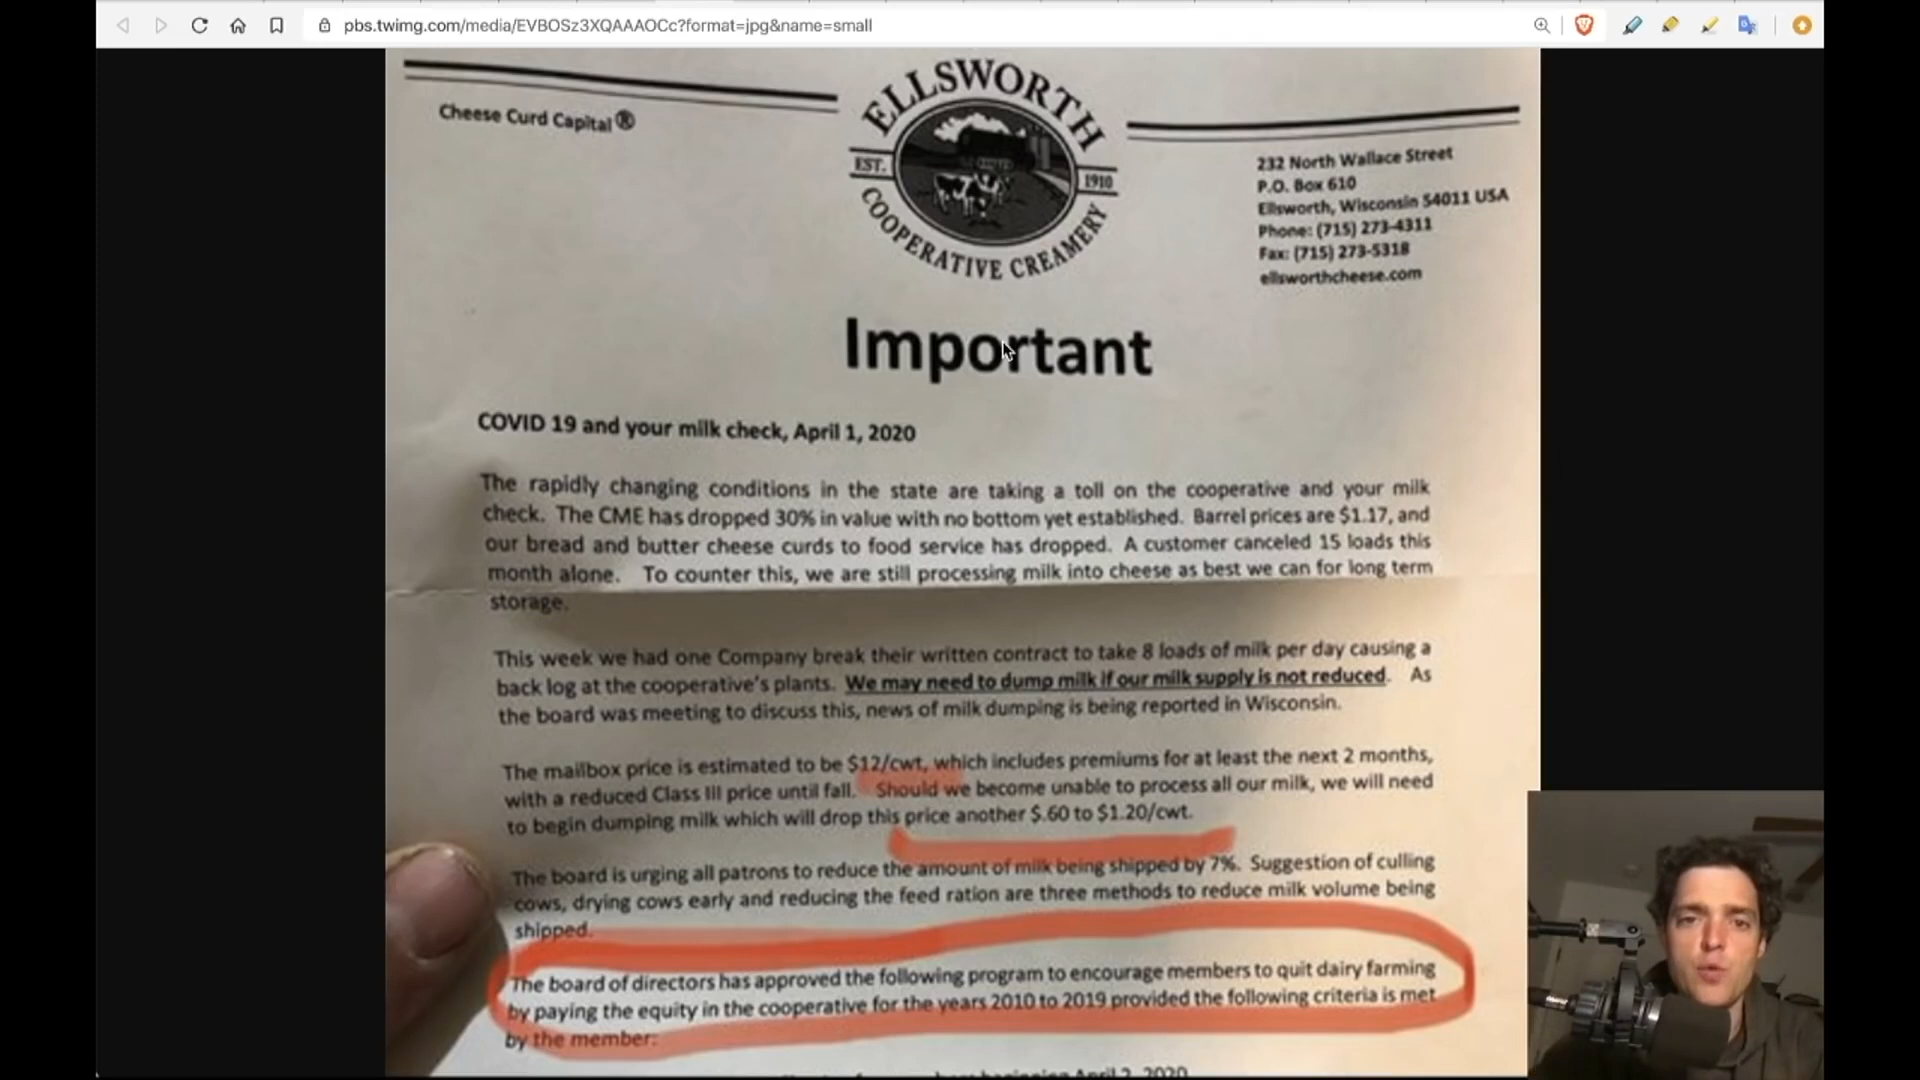 pbs.twimg.com/media/EVBOSz3XQAAAOCc?format=jpg&name=small
Cheese Curd Capital®
ELLSWORTH
EST. 1910
COOPERATIVE CREAMERY
232 North Wallace Street
P.O. Box 610
Ellsworth, Wisconsin 54011 USA
Phone: (715) 273-4311
Fax: (715) 273-5318
ellsworthcheese.com
Important
COVID 19 and your milk check, April 1, 2020
The rapidly changing conditions in the state are taking a toll on the cooperative and your milk
check. The CME has dropped 30% in value with no bottom yet established. Barrel prices are $1.17, and
our bread and butter cheese curds to food service has dropped. A customer canceled 15 loads this
month alone. To counter this, we are still processing milk into cheese as best we can for long term
storage.
This week we had one Company break their written contract to take 8 loads of milk per day causing a
back log at the cooperative's plants. We may need to dump milk if our milk supply is not reduced. As
the board was meeting to discuss this, news of milk dumping is being reported in Wisconsin.
The mailbox price is estimated to be $12/cwt, which includes premiums for at least the next 2 months,
with a reduced Class III price until fall. Should we become unable to process all our milk, we will need
to begin dumping milk which will drop this price another $.60 to $1.20/cwt.
The board is urging all patrons to reduce the amount of milk being shipped by 7%. Suggestion of culling
cows, drying cows early and reducing the feed ration are three methods to reduce milk volume being
shipped.
The board of directors has approved the following program to encourage members to quit dairy farming
by paying the equity in the cooperative for the years 2010 to 2019 provided the following criteria is met
by the member:
April 2, 2020